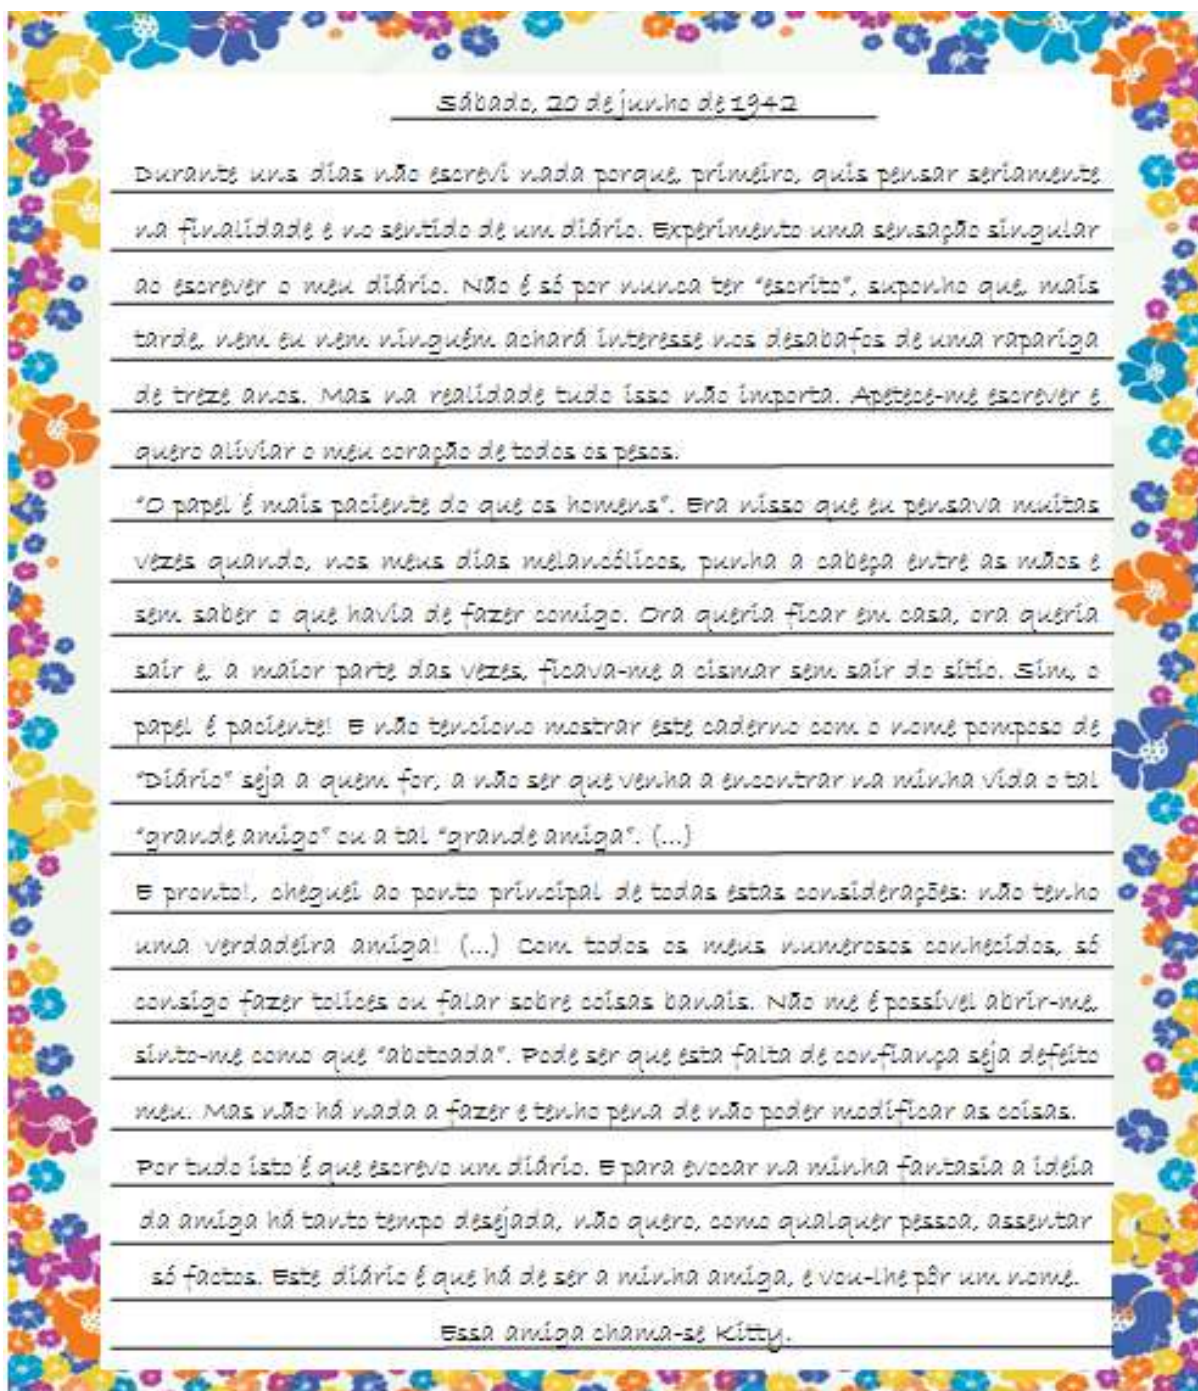 Sábado, 20 de junho de 1942
Durante uns dias não escrevi nada porque, primeiro, quis pensar seriamente
na finalidade e no sentido de um diário. Experimento uma sensação singular
ao escrever o meu diário. Não é só por nunca ter "escrito", suponho que, mais
tarde, nem eu nem ninguém achará interesse nos desabafos de uma rapariga
de treze anos. Mas na realidade tudo isso não importa. Apetece-me escrever e
quero aliviar o meu coração de todos os pesos.
"O papel é mais paciente do que os homens". Era nisso que eu pensava muitas
vezes quando, nos meus dias melancólicos, punha a cabeça entre as mãos e
sem saber o que havia de fazer comigo. Ora queria ficar em casa, ora queria
sair e, a maior parte das vezes, ficava-me a cismar sem sair do sítio. Sim, o
papel é paciente! E não tenciono mostrar este caderno com o nome pomposo de
"Diário" seja a quem for, a não ser que venha a encontrar na minha vida o tal
"grande amigo" ou a tal "grande amiga". (...)
E pronto!, cheguei ao ponto principal de todas estas considerações: não tenho
uma verdadeira amiga! (...) Com todos os meus numerosos conhecidos, só
consigo fazer tolices ou falar sobre coisas banais. Não me é possível abrir-me,
sinto-me como que "abotoada". Pode ser que esta falta de confiança seja defeito
meu. Mas não há nada a fazer e tenho pena de não poder modificar as coisas.
Por tudo isto é que escrevo um diário. E para evocar na minha fantasia a ideia
da amiga há tanto tempo desejada, não quero, como qualquer pessoa, assentar
só factos. Este diário é que há de ser a minha amiga, e vou-lhe pôr um nome.
Essa amiga chama-se Kitty.